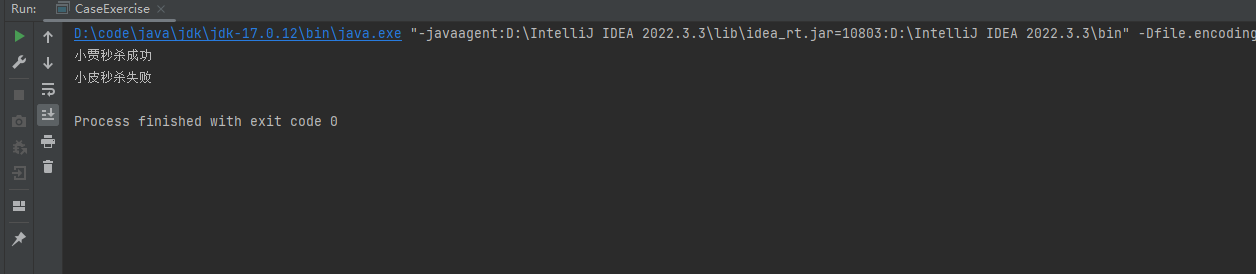 Run: CaseExercise
D:\code\java\jdk\jdk-17.0.12\bin\java.exe "-javaagent:D:\IntelliJ IDEA 2022.3.3\lib\idea_rt.jar=10803:D:\IntelliJ IDEA 2022.3.3\bin" -Dfile.encoding
小贾秒杀成功
小皮秒杀失败
Process finished with exit code 0